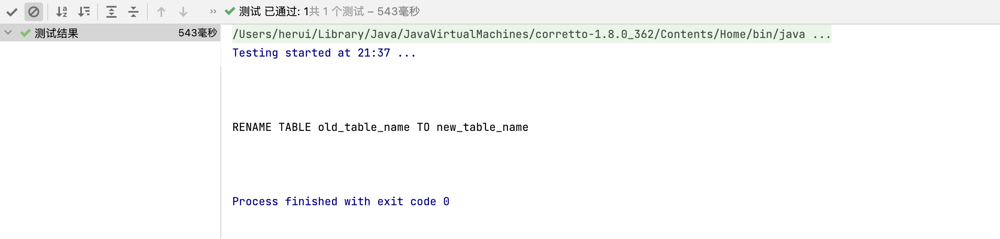 测试 已通过: 1共 1 个测试 – 543毫秒
测试结果 543毫秒
/Users/herui/Library/Java/JavaVirtualMachines/corretto-1.8.0_362/Contents/Home/bin/java ...
Testing started at 21:37 ...
RENAME TABLE old_table_name TO new_table_name
Process finished with exit code 0